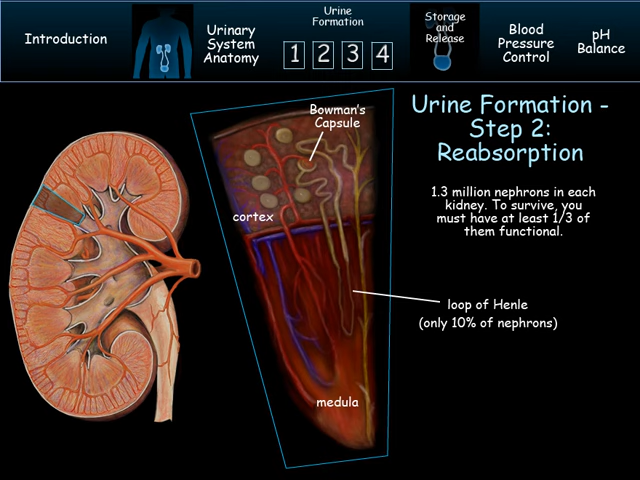 Introduction
Urinary
System
Anatomy
Urine
Formation
1 2 3 4
Storage
and
Release
Blood
Pressure
Control
pH
Balance
Urine Formation -
Step 2:
Reabsorption
1.3 million nephrons in each
kidney. To survive, you
must have at least 1/3 of
them functional.
Bowman's
Capsule
cortex
loop of Henle
(only 10% of nephrons)
medula